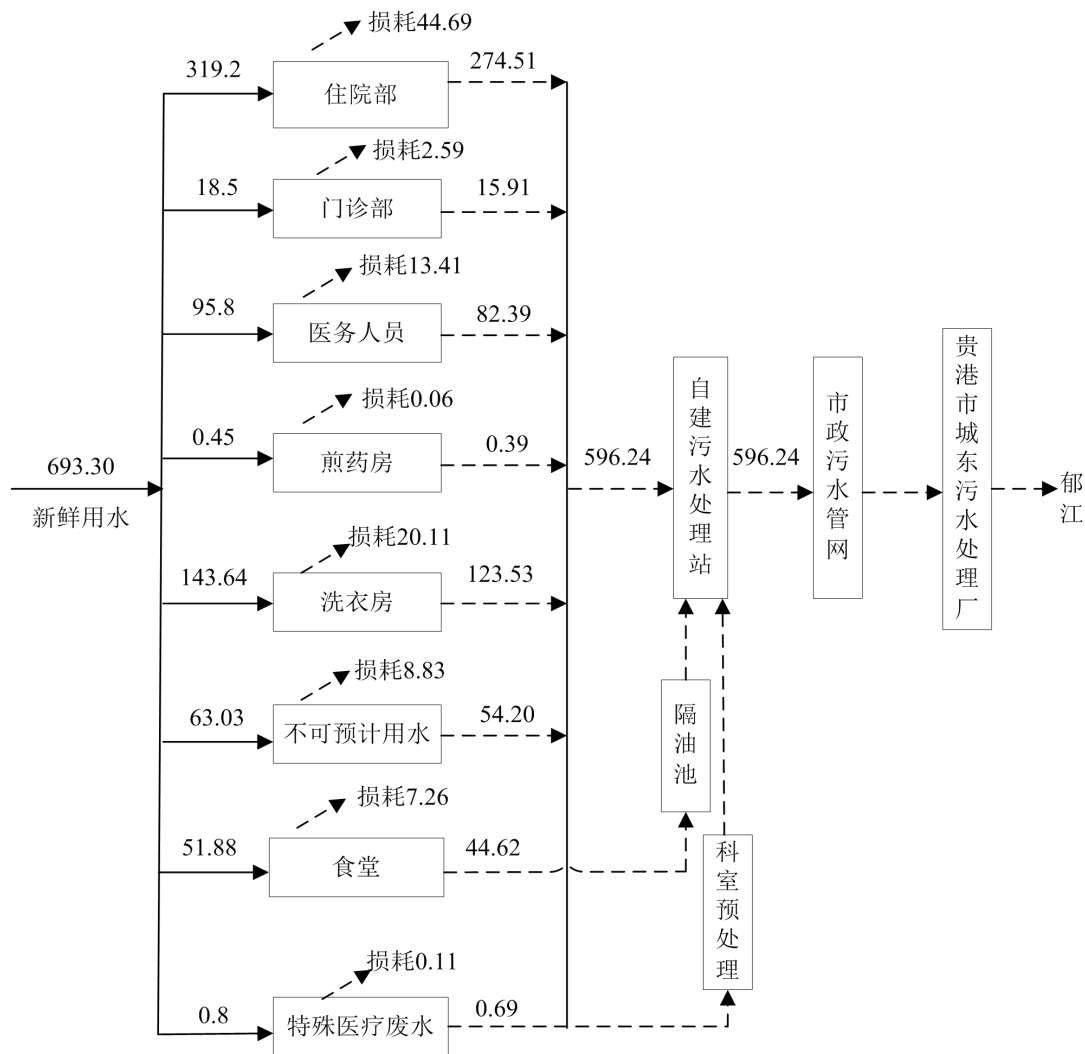 损耗44.69
319.2
住院部
274.51
损耗2.59
18.5
门诊部
15.91
损耗13.41
95.8
医务人员
82.39
损耗0.06
0.45
煎药房
0.39
693.30
新鲜用水
损耗20.11
143.64
洗衣房
123.53
损耗8.83
63.03
不可预计用水
54.20
损耗7.26
51.88
食堂
44.62
损耗0.11
0.8
特殊医疗废水
0.69
596.24
自建污水处理站
596.24
市政污水管网
贵港市城东污水处理厂
郁江
隔油池
科室预处理